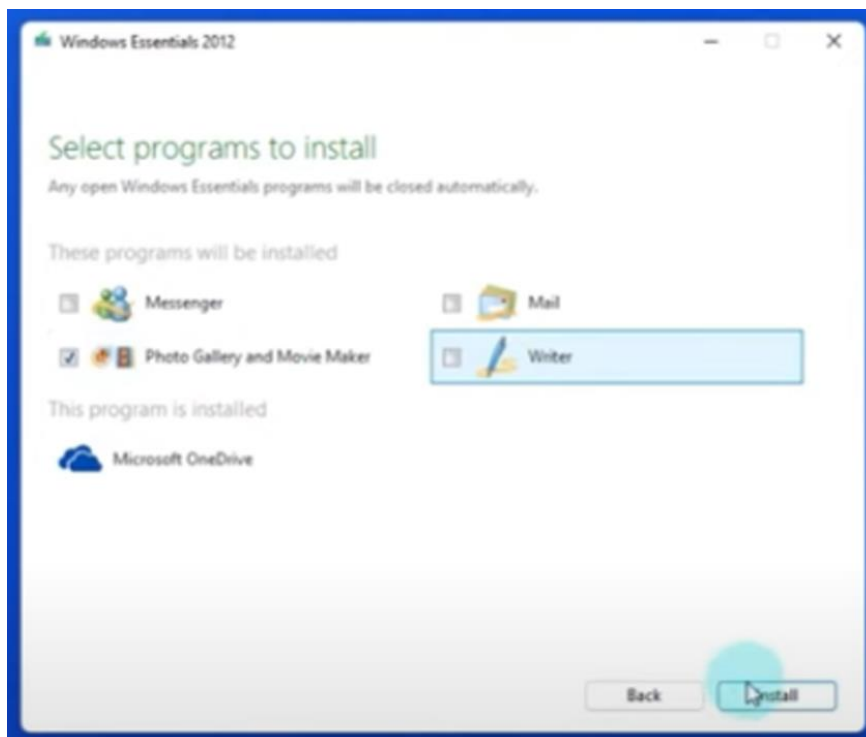 Windows Essentials 2012
Select programs to install
Any open Windows Essentials programs will be closed automatically.
These programs will be installed
Messenger
Mail
Photo Gallery and Movie Maker
Writer
This program is installed
Microsoft OneDrive
Back
Install